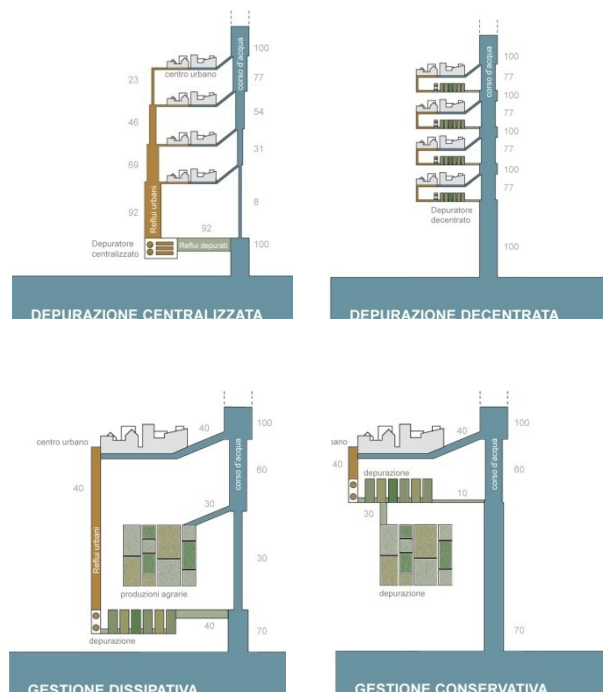 corso d'acqua
100
centro urbano
23
77
46
54
69
31
Reflui urbani
92
8
92
Depuratore
centralizzato
Reflui depurati
100
DEPURAZIONE CENTRALIZZATA
corso d'acqua
100
77
100
77
100
77
100
77
Depuratore
decentrato
100
DEPURAZIONE DECENTRATA
40
100
centro urbano
corso d'acqua
60
40
30
Reflui urbani
30
produzioni agrarie
40
depurazione
70
GESTIONE DISSIPATIVA
40
100
bano
corso d'acqua
40
60
depurazione
10
30
depurazione
70
GESTIONE CONSERVATIVA